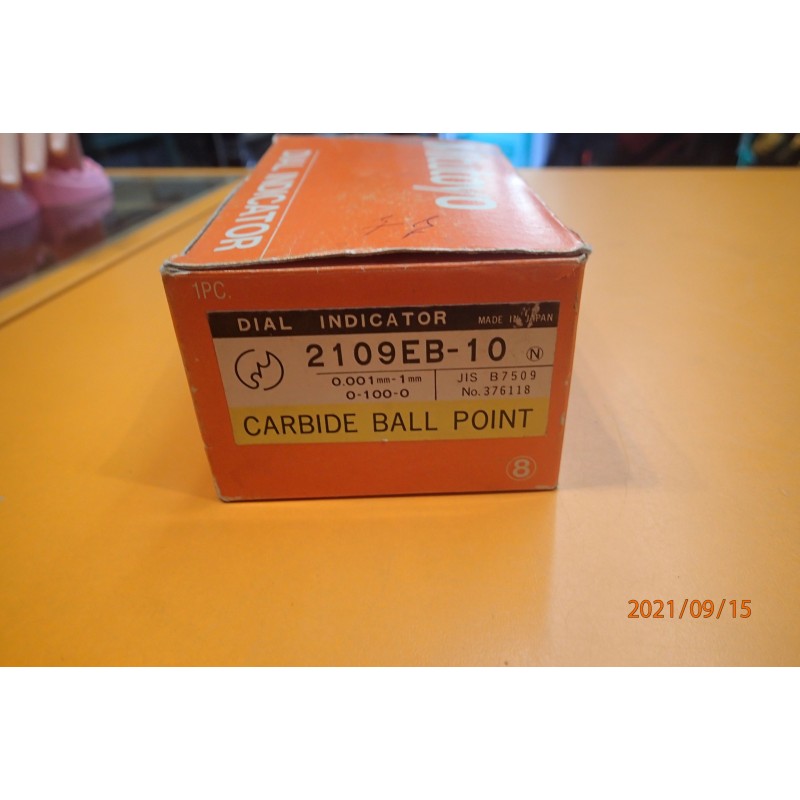 DIAL INDICATOR
Mitutoyo
1PC.
DIAL INDICATOR MADE IN JAPAN
2109EB-10 N
0.001mm-1mm JIS B7509
0-100-0 No.376118
CARBIDE BALL POINT
8
2021/09/15